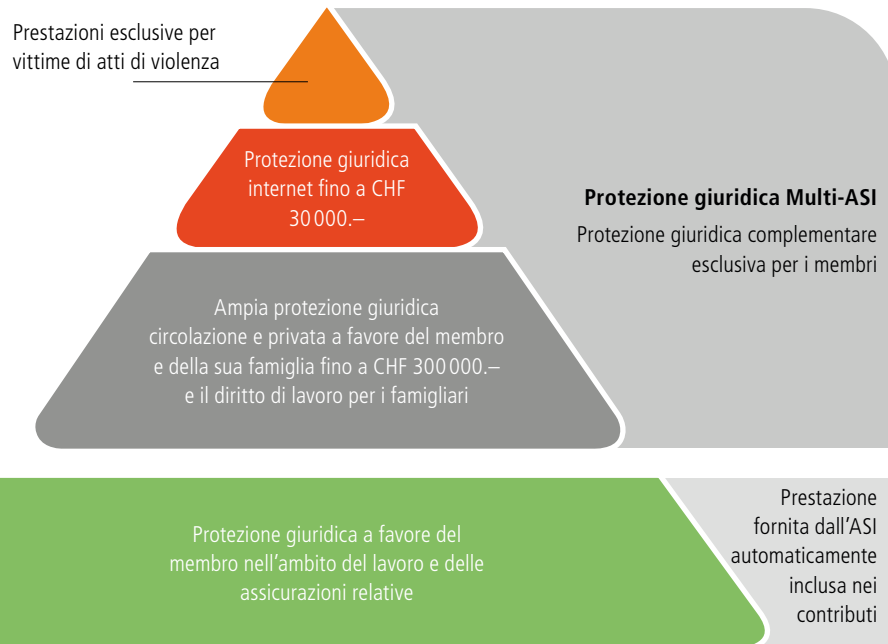 Prestazioni esclusive per
vittime di atti di violenza
Protezione giuridica
internet fino a CHF
30 000.–
Protezione giuridica Multi-ASI
Protezione giuridica complementare
esclusiva per i membri
Ampia protezione giuridica
circolazione e privata a favore del membro
e della sua famiglia fino a CHF 300 000.–
e il diritto di lavoro per i famigliari
Protezione giuridica a favore del
membro nell'ambito del lavoro e delle
assicurazioni relative
Prestazione
fornita dall'ASI
automaticamente
inclusa nei
contributi